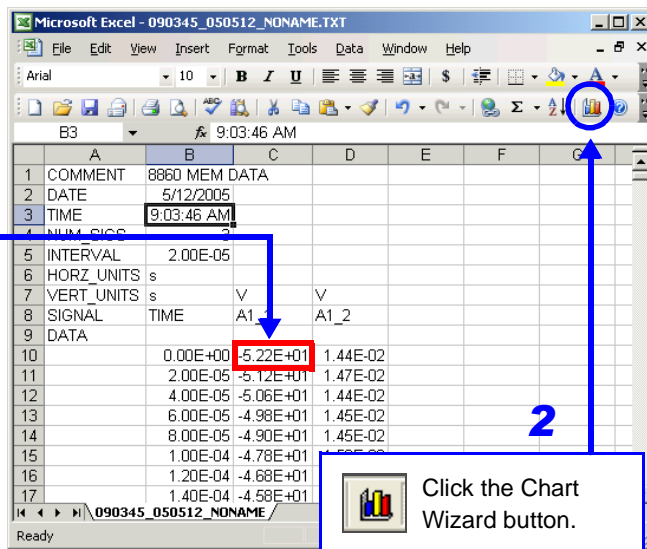 Microsoft Excel - 090345_050512_NONAME.TXT
File Edit View Insert Format Tools Data Window Help
Arial 10 B I U $
Σ
B3 fx 9:03:46 AM
A B C D E F G
1 COMMENT 8860 MEM DATA
2 DATE 5/12/2005
3 TIME 9:03:46 AM
4 NUM_SIGS 3
5 INTERVAL 2.00E-05
6 HORZ_UNITS s
7 VERT_UNITS s V V
8 SIGNAL TIME A1_ A1_2
9 DATA
10 0.00E+00 -5.22E+01 1.44E-02
11 2.00E-05 -5.12E+01 1.47E-02
12 4.00E-05 -5.06E+01 1.44E-02
13 6.00E-05 -4.98E+01 1.45E-02
14 8.00E-05 -4.90E+01 1.45E-02
15 1.00E-04 -4.78E+01
16 1.20E-04 -4.68E+01
17 1.40E-04 -4.58E+01
090345_050512_NONAME
Ready
2
Click the Chart
Wizard button.